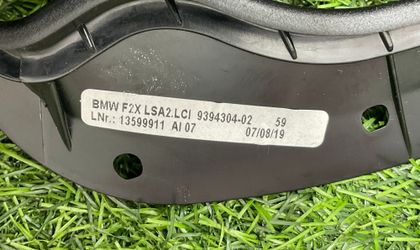 BMW F2X LSA2.LCI 9394304-02 59
LNr.: 13599911 AI 07 07/08/19